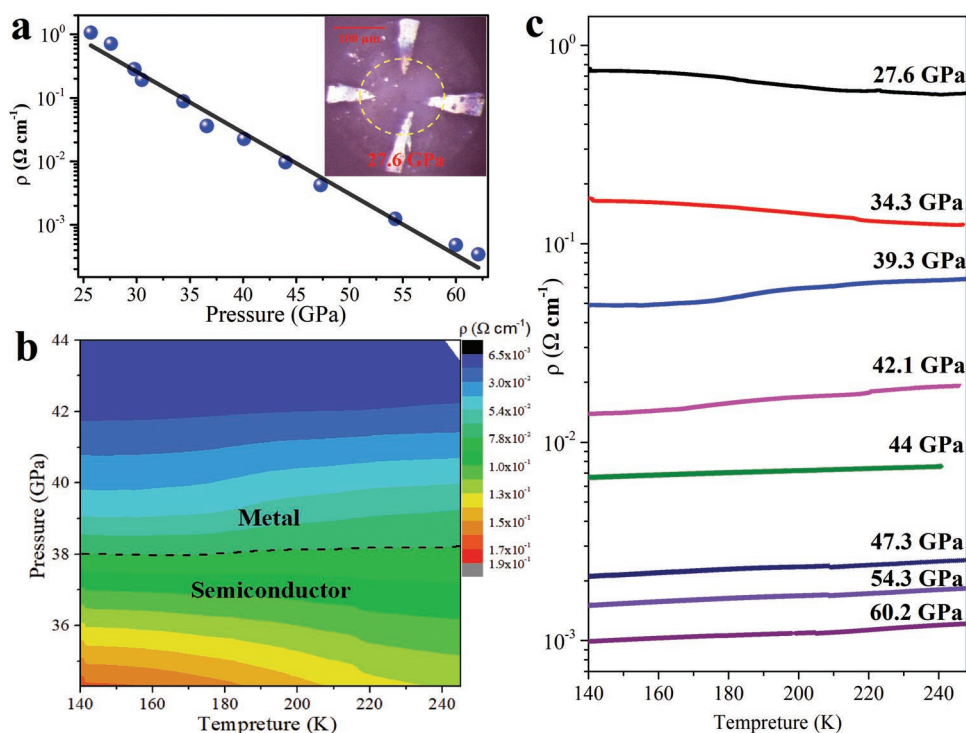 a
10⁰
10⁻¹
10⁻²
10⁻³
ρ (Ω cm⁻¹)
100 μm
27.6 GPa
25 30 35 40 45 50 55 60
Pressure (GPa)
b
44
42
40
38
36
Pressure (GPa)
Metal
Semiconductor
140 160 180 200 220 240
Tempreture (K)
ρ (Ω cm⁻¹)
6.5x10⁻³
3.0x10⁻²
5.4x10⁻²
7.8x10⁻²
1.0x10⁻¹
1.3x10⁻¹
1.5x10⁻¹
1.7x10⁻¹
1.9x10⁻¹
c
10⁰
10⁻¹
10⁻²
10⁻³
ρ (Ω cm⁻¹)
27.6 GPa
34.3 GPa
39.3 GPa
42.1 GPa
44 GPa
47.3 GPa
54.3 GPa
60.2 GPa
140 160 180 200 220 240
Tempreture (K)